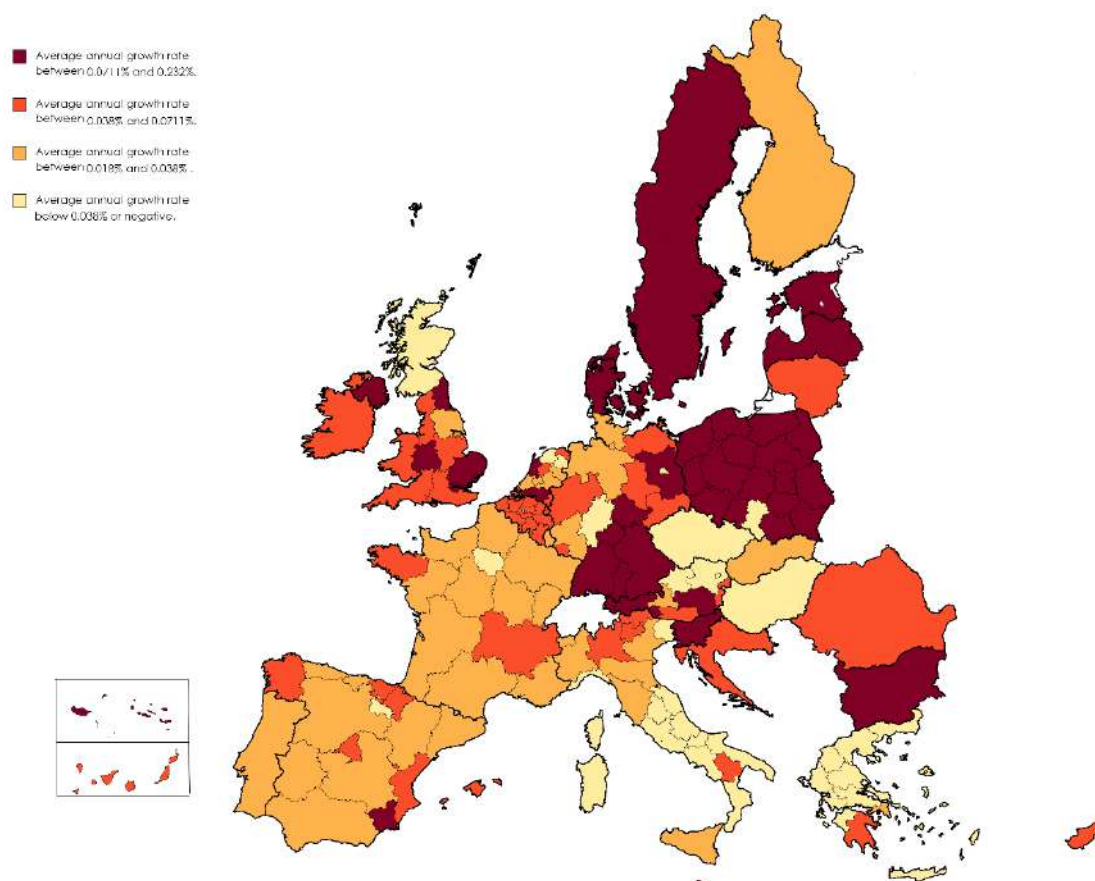 Average annual growth rate
between 0.0711% and 0.232%.
Average annual growth rate
between 0.038% and 0.0711%.
Average annual growth rate
between 0.018% and 0.038% .
Average annual growth rate
below 0.038% or negative.